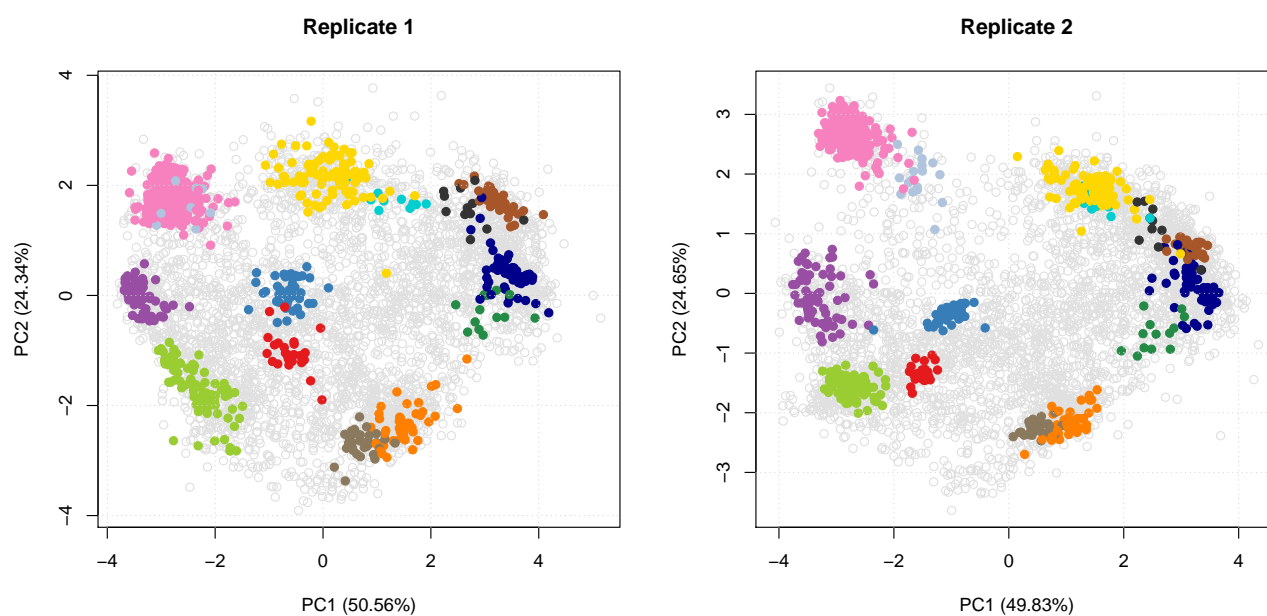 Replicate 1
4
2
0
−2
−4
PC2 (24.34%)
−4 −2 0 2 4
PC1 (50.56%)
Replicate 2
3
2
1
0
−1
−2
−3
PC2 (24.65%)
−4 −2 0 2 4
PC1 (49.83%)